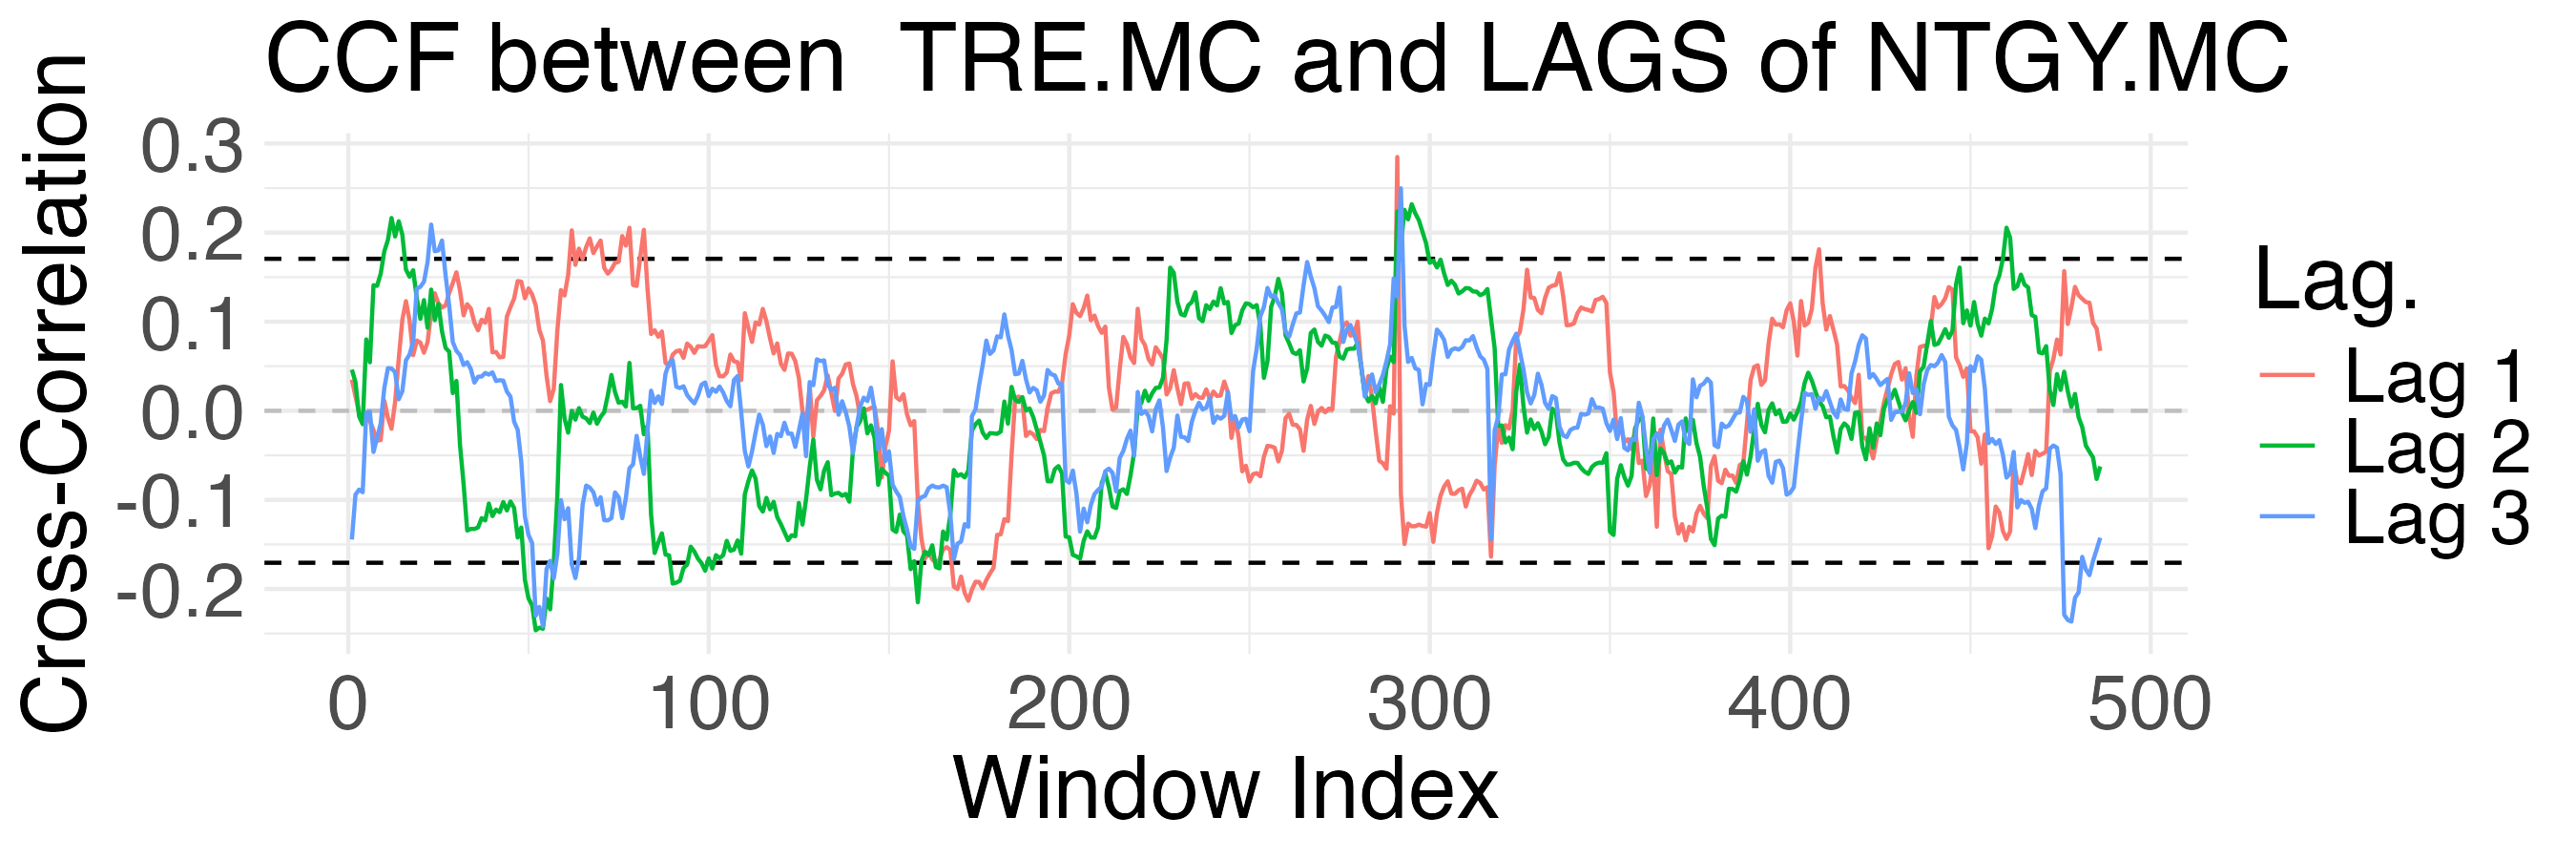 CCF between  TRE.MC and LAGS of NTGY.MC
Cross-Correlation
0.3
0.2
0.1
0.0
-0.1
-0.2
0 100 200 300 400 500
Window Index
Lag.
Lag 1
Lag 2
Lag 3